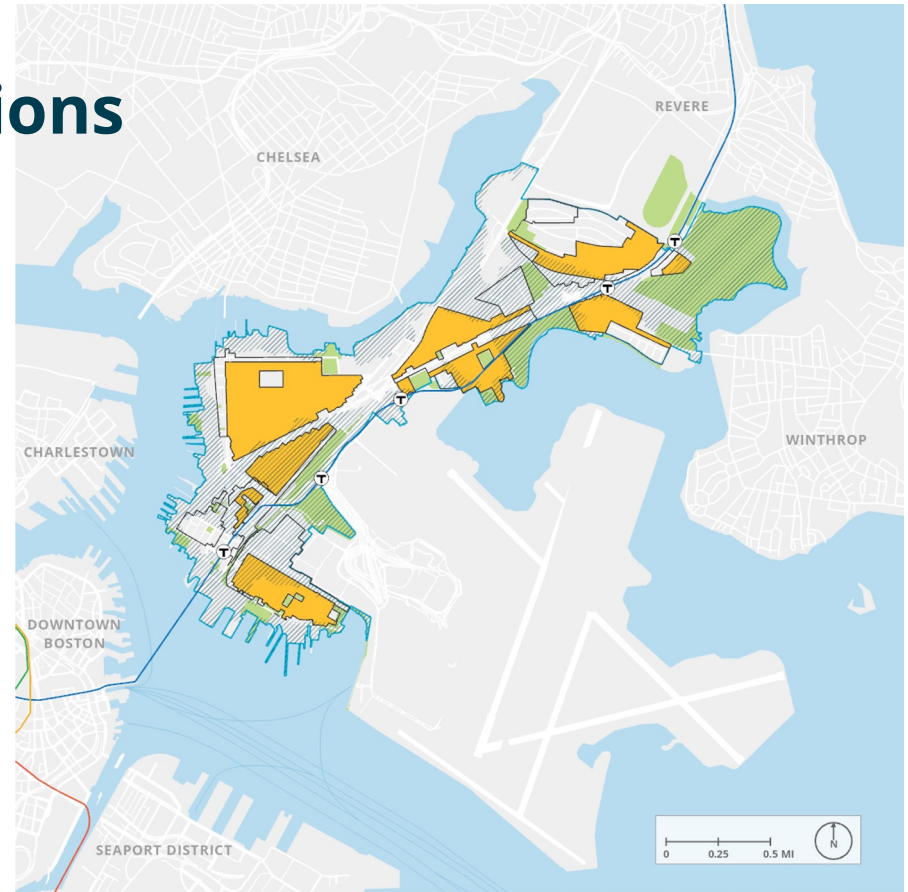 ions
REVERE
CHELSEA
T
T
T
WINTHROP
CHARLESTOWN
T
T
DOWNTOWN
BOSTON
SEAPORT DISTRICT
N
0 0.25 0.5 MI